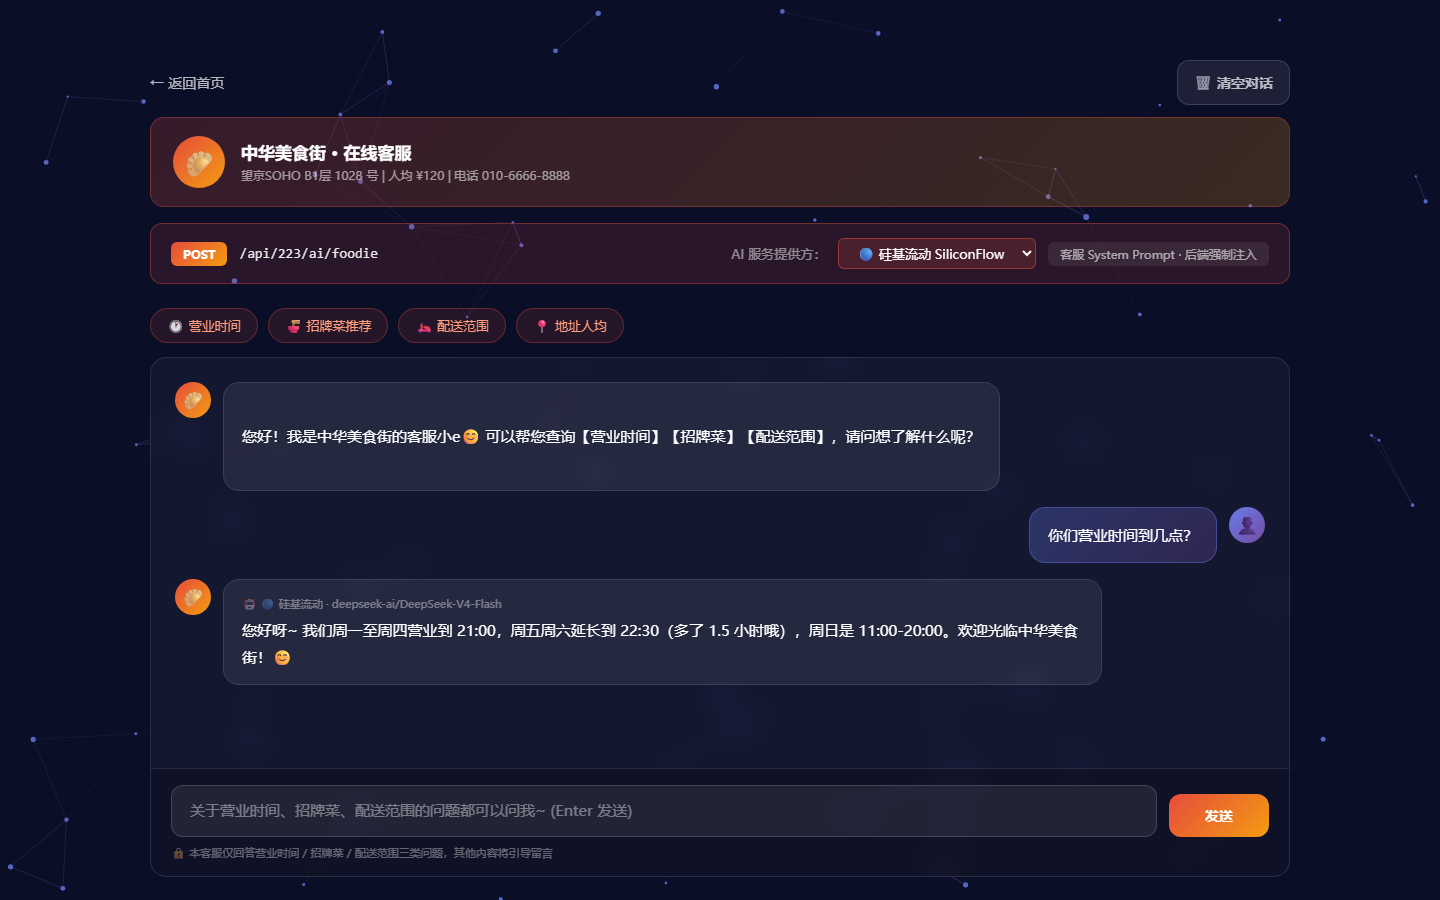 ← 返回首页
清空对话
中华美食街 • 在线客服
望京SOHO B1层 1028 号 | 人均 ¥120 | 电话 010-6666-8888
POST /api/223/ai/foodie
AI 服务提供方：
硅基流动 SiliconFlow
客服 System Prompt · 后端强制注入
营业时间
招牌菜推荐
配送范围
地址人均
您好！我是中华美食街的客服小e😊 可以帮您查询【营业时间】【招牌菜】【配送范围】，请问想了解什么呢？
你们营业时间到几点？
硅基流动 · deepseek-ai/DeepSeek-V4-Flash
您好呀~ 我们周一至周四营业到 21:00，周五周六延长到 22:30（多了 1.5 小时哦），周日是 11:00-20:00。欢迎光临中华美食
街！😊
关于营业时间、招牌菜、配送范围的问题都可以问我~ (Enter 发送)
发送
本客服仅回答营业时间 / 招牌菜 / 配送范围三类问题，其他内容将引导留言